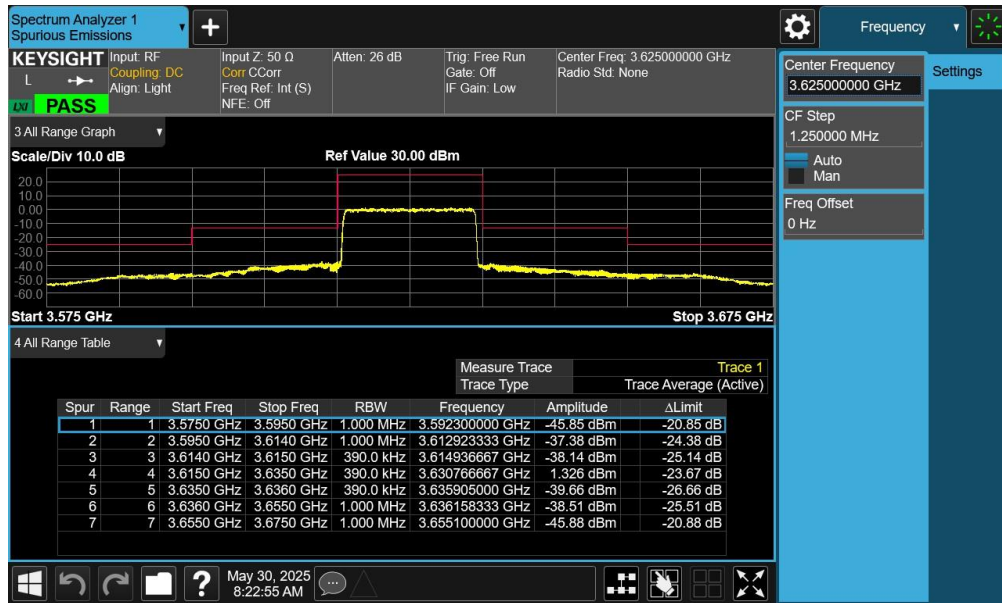 Spectrum Analyzer 1
Spurious Emissions
+
Frequency
KEYSIGHT
L
LXI PASS
Input: RF
Coupling: DC
Align: Light
Input Z: 50 Ω
Corr CCorr
Freq Ref: Int (S)
NFE: Off
Atten: 26 dB
Trig: Free Run
Gate: Off
IF Gain: Low
Center Freq: 3.625000000 GHz
Radio Std: None
Center Frequency
3.625000000 GHz
Settings
CF Step
1.250000 MHz
Auto
Man
Freq Offset
0 Hz
3 All Range Graph
Scale/Div 10.0 dB Ref Value 30.00 dBm
20.0
10.0
0.00
-10.0
-20.0
-30.0
-40.0
-50.0
-60.0
Start 3.575 GHz Stop 3.675 GHz
4 All Range Table
Measure Trace Trace 1
Trace Type Trace Average (Active)
Spur Range Start Freq Stop Freq RBW Frequency Amplitude ΔLimit
1 1 3.5750 GHz 3.5950 GHz 1.000 MHz 3.592300000 GHz -45.85 dBm -20.85 dB
2 2 3.5950 GHz 3.6140 GHz 1.000 MHz 3.612923333 GHz -37.38 dBm -24.38 dB
3 3 3.6140 GHz 3.6150 GHz 390.0 kHz 3.614936667 GHz -38.14 dBm -25.14 dB
4 4 3.6150 GHz 3.6350 GHz 390.0 kHz 3.630766667 GHz 1.326 dBm -23.67 dB
5 5 3.6350 GHz 3.6360 GHz 390.0 kHz 3.635905000 GHz -39.66 dBm -26.66 dB
6 6 3.6360 GHz 3.6550 GHz 1.000 MHz 3.636158333 GHz -38.51 dBm -25.51 dB
7 7 3.6550 GHz 3.6750 GHz 1.000 MHz 3.655100000 GHz -45.88 dBm -20.88 dB
?
May 30, 2025
8:22:55 AM